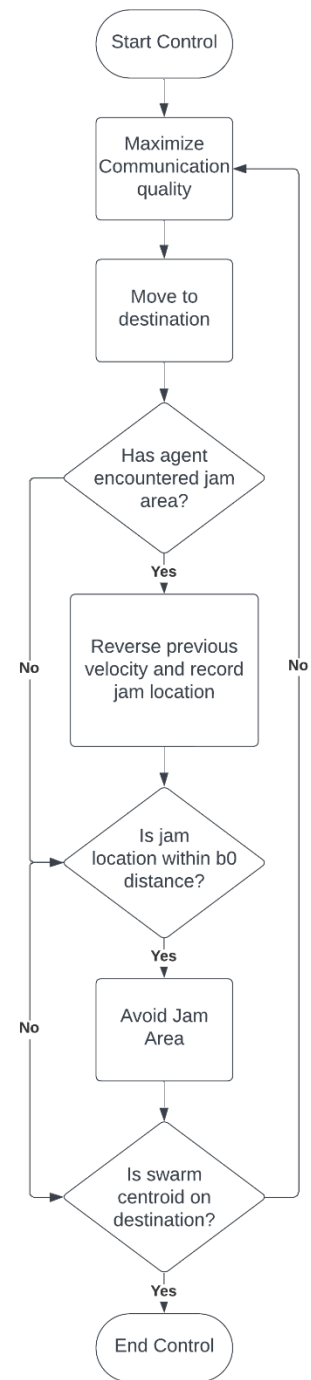 Start Control
Maximize
Communication
quality
Move to
destination
Has agent
encountered jam
area?
Yes
Reverse previous
velocity and record
jam location
No
No
Is jam
location within b0
distance?
Yes
Avoid Jam
Area
No
Is swarm
centroid on
destination?
Yes
End Control